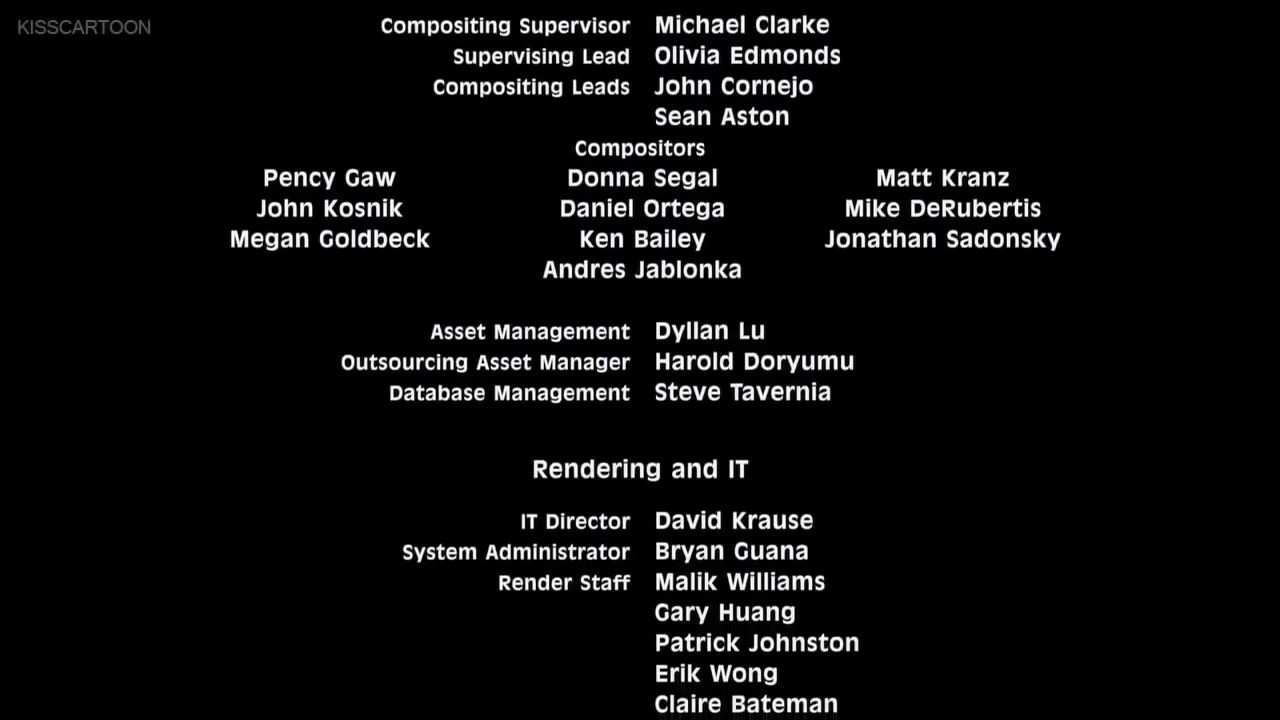 KISSCARTOON
Compositing Supervisor Michael Clarke
Supervising Lead Olivia Edmonds
Compositing Leads John Cornejo
Sean Aston
Compositors
Pency Gaw Donna Segal Matt Kranz
John Kosnik Daniel Ortega Mike DeRubertis
Megan Goldbeck Ken Bailey Jonathan Sadonsky
Andres Jablonka
Asset Management Dyllan Lu
Outsourcing Asset Manager Harold Doryumu
Database Management Steve Tavernia
Rendering and IT
IT Director David Krause
System Administrator Bryan Guana
Render Staff Malik Williams
Gary Huang
Patrick Johnston
Erik Wong
Claire Bateman